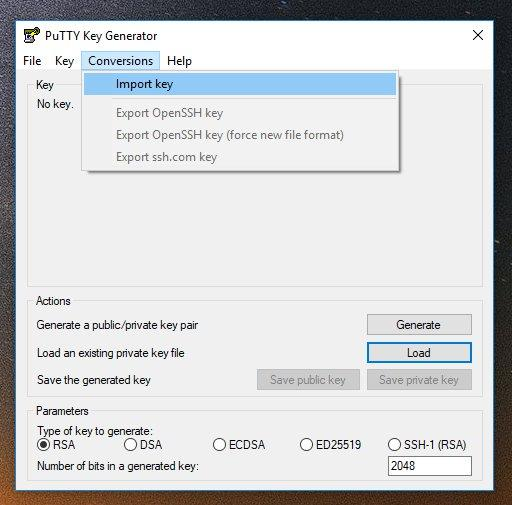 PuTTY Key Generator
File Key Conversions Help
Import key
Export OpenSSH key
Export OpenSSH key (force new file format)
Export ssh.com key
Key
No key.
Actions
Generate a public/private key pair
Generate
Load an existing private key file
Load
Save the generated key
Save public key
Save private key
Parameters
Type of key to generate:
RSA DSA ECDSA ED25519 SSH-1 (RSA)
Number of bits in a generated key:
2048